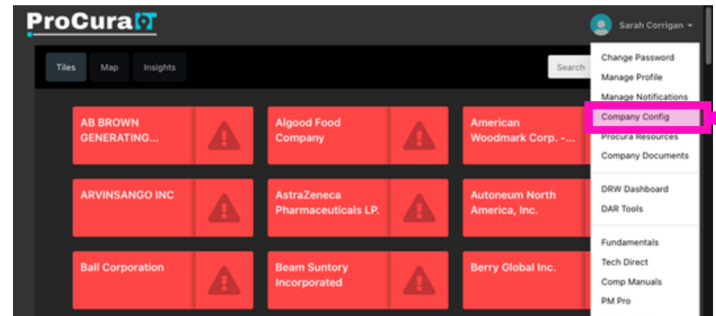 ProCuraIOT
Sarah Corrigan
Tiles Map Insights
Search
Change Password
Manage Profile
Manage Notifications
Company Config
Procura Resources
Company Documents
DRW Dashboard
DAR Tools
Fundamentals
Tech Direct
Comp Manuals
PM Pro
AB BROWN
GENERATING...
Algood Food
Company
American
Woodmark Corp. -...
ARVINSANGO INC
AstraZeneca
Pharmaceuticals LP.
Autoneum North
America, Inc.
Ball Corporation
Beam Suntory
Incorporated
Berry Global Inc.